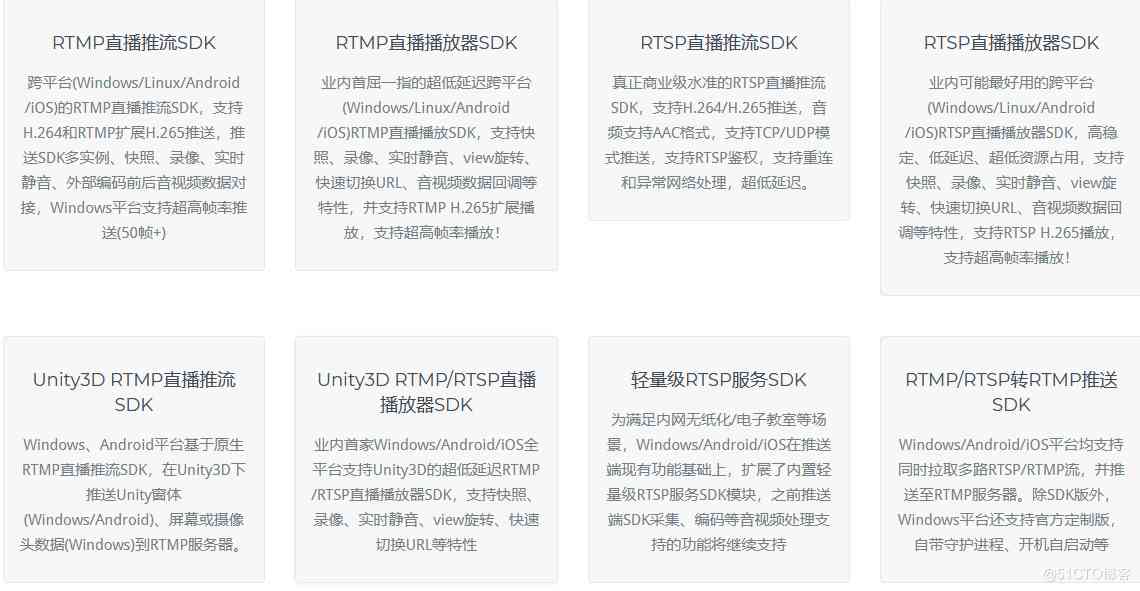 RTMP直播推流SDK
跨平台(Windows/Linux/Android
/iOS)的RTMP直播推流SDK，支持
H.264和RTMP扩展H.265推送，推
送SDK多实例、快照、录像、实时
静音、外部编码前后音视频数据对
接，Windows平台支持超高帧率推
送(50帧+)
RTMP直播播放器SDK
业内首屈一指的超低延迟跨平台
(Windows/Linux/Android
/iOS)RTMP直播播放SDK，支持快
照、录像、实时静音、view旋转、
快速切换URL、音视频数据回调等
特性，并支持RTMP H.265扩展播
放，支持超高帧率播放！
RTSP直播推流SDK
真正商业级水准的RTSP直播推流
SDK，支持H.264/H.265推送，音
频支持AAC格式，支持TCP/UDP模
式推送，支持RTSP鉴权，支持重连
和异常网络处理，超低延迟。
RTSP直播播放器SDK
业内可能最好用的跨平台
(Windows/Linux/Android
/iOS)RTSP直播播放器SDK，高稳
定、低延迟、超低资源占用，支持
快照、录像、实时静音、view旋
转、快速切换URL、音视频数据回
调等特性，支持RTSP H.265播放，
支持超高帧率播放！
Unity3D RTMP直播推流
SDK
Windows、Android平台基于原生
RTMP直播推流SDK，在Unity3D下
推送Unity窗体
(Windows/Android)、屏幕或摄像
头数据(Windows)到RTMP服务器。
Unity3D RTMP/RTSP直播
播放器SDK
业内首家Windows/Android/iOS全
平台支持Unity3D的超低延迟RTMP
/RTSP直播播放器SDK，支持快照、
录像、实时静音、view旋转、快速
切换URL等特性
轻量级RTSP服务SDK
为满足内网无纸化/电子教室等场
景，Windows/Android/iOS在推送
端现有功能基础上，扩展了内置轻
量级RTSP服务SDK模块，之前推送
端SDK采集、编码等音视频处理支
持的功能将继续支持
RTMP/RTSP转RTMP推送
SDK
Windows/Android/iOS平台均支持
同时拉取多路RTSP/RTMP流，并推
送至RTMP服务器。除SDK版外，
Windows平台还支持官方定制版，
自带守护进程、开机自启动等
@51CTO博客